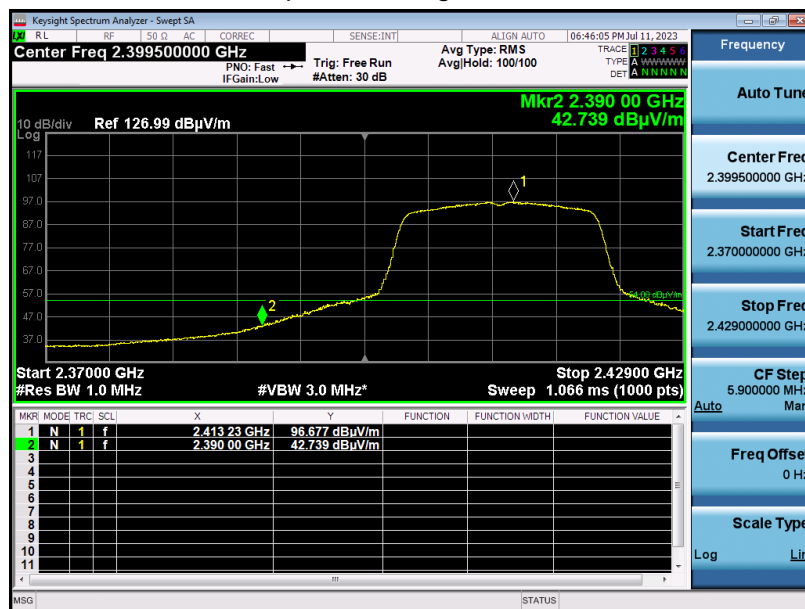 Keysight Spectrum Analyzer - Swept SA
LXI RL RF 50 Ω AC CORREC SENSE:INT ALIGN AUTO 06:46:05 PM Jul 11, 2023
Center Freq 2.399500000 GHz
PNO: Fast
IFGain:Low
Trig: Free Run
#Atten: 30 dB
Avg Type: RMS
Avg|Hold: 100/100
TRACE 1 2 3 4 5 6
TYPE A WWWWW
DET A N N N N N
Mkr2 2.390 00 GHz
42.739 dBµV/m
10 dB/div Ref 126.99 dBµV/m
Log
117
107
97.0
87.0
77.0
67.0
57.0
47.0
37.0
1
2
54.00 dBµV/m
Start 2.37000 GHz Stop 2.42900 GHz
#Res BW 1.0 MHz #VBW 3.0 MHz* Sweep 1.066 ms (1000 pts)
MKR MODE TRC SCL X Y FUNCTION FUNCTION WIDTH FUNCTION VALUE
1 N 1 f 2.413 23 GHz 96.677 dBµV/m
2 N 1 f 2.390 00 GHz 42.739 dBµV/m
3
4
5
6
7
8
9
10
11
MSG STATUS
Frequency
Auto Tune
Center Freq
2.399500000 GHz
Start Freq
2.370000000 GHz
Stop Freq
2.429000000 GHz
CF Step
5.900000 MHz
Auto Man
Freq Offset
0 Hz
Scale Type
Log Lin